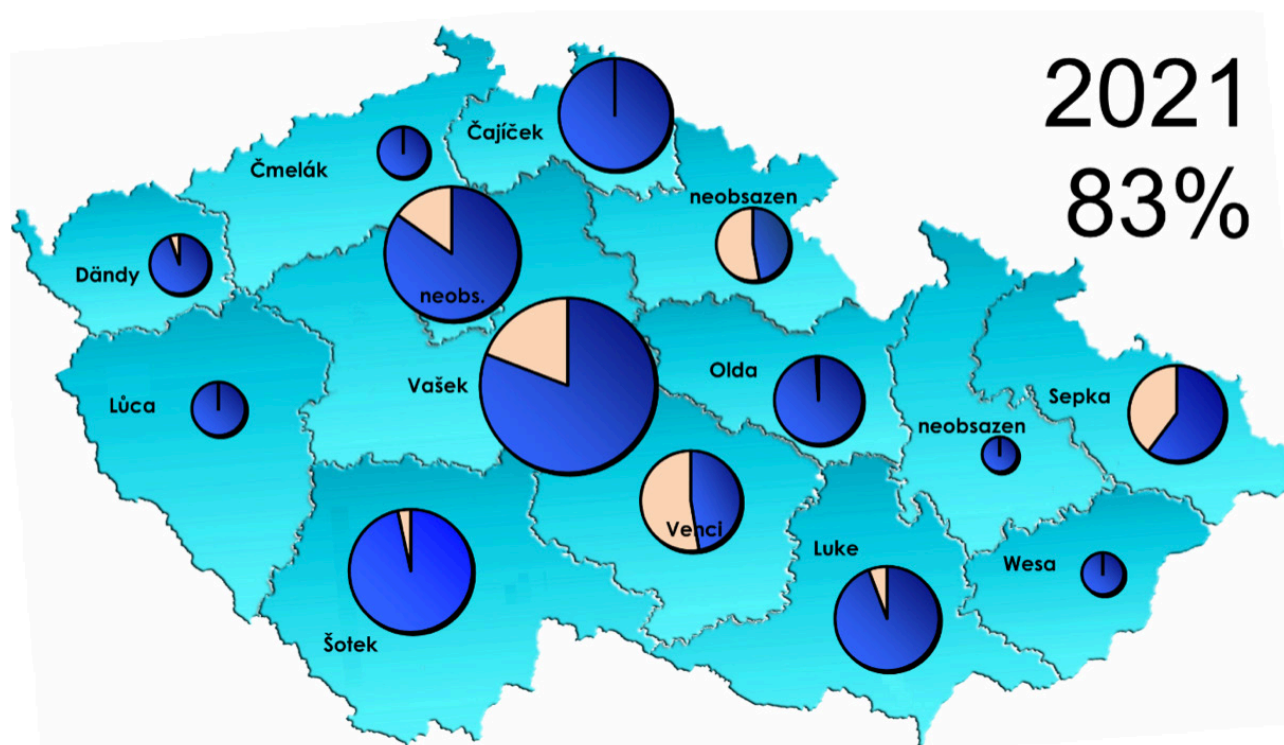 2021
83%
Čajíček
Čmelák
neobsazen
Dändy
neobs.
Olda
Vašek
Sepka
Lůca
neobsazen
Venci
Luke
Wesa
Šotek